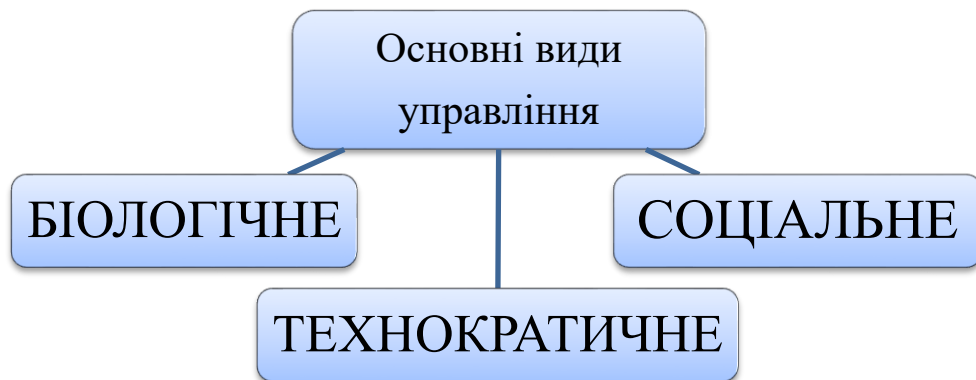 Основні види
управління
БІОЛОГІЧНЕ
СОЦІАЛЬНЕ
ТЕХНОКРАТИЧНЕ